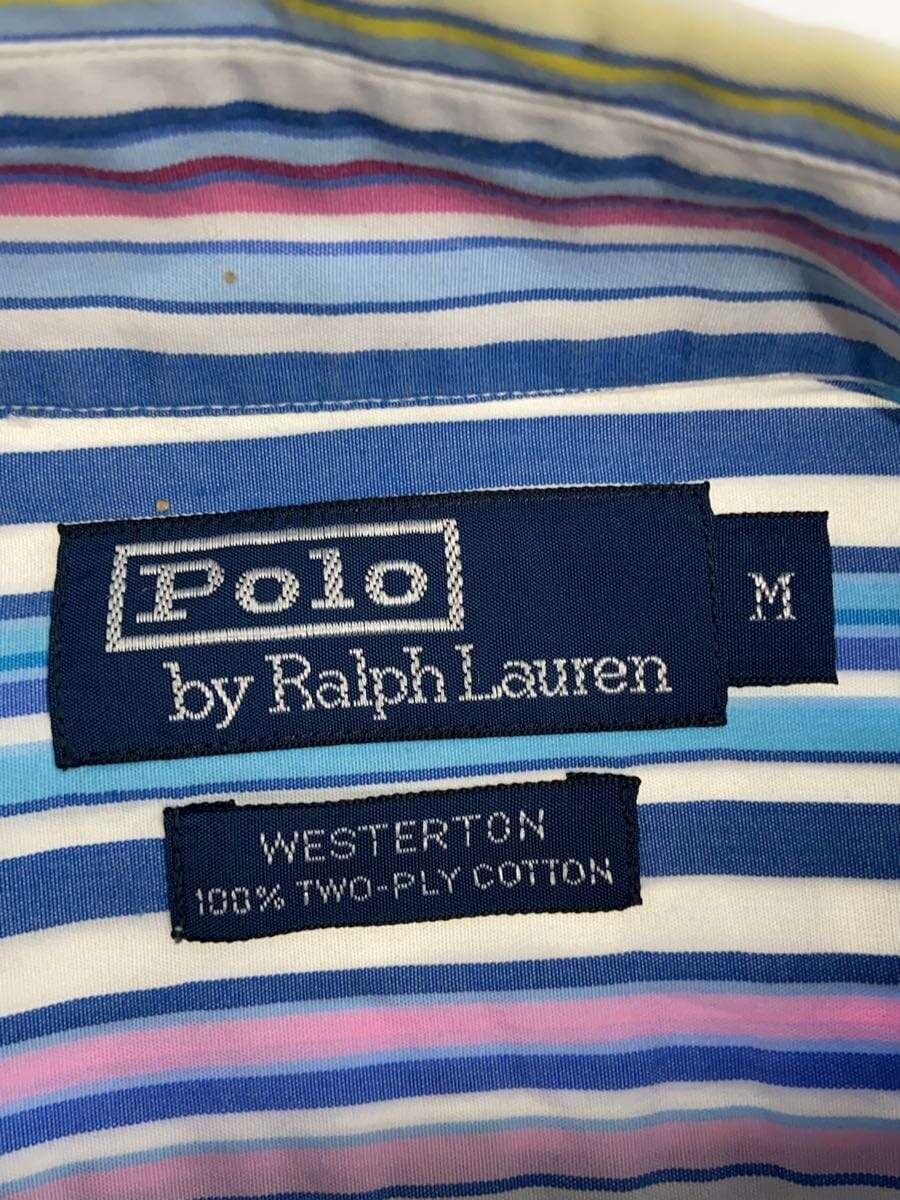 Polo
by Ralph Lauren
M
WESTERTON
100% TWO-PLY COTTON